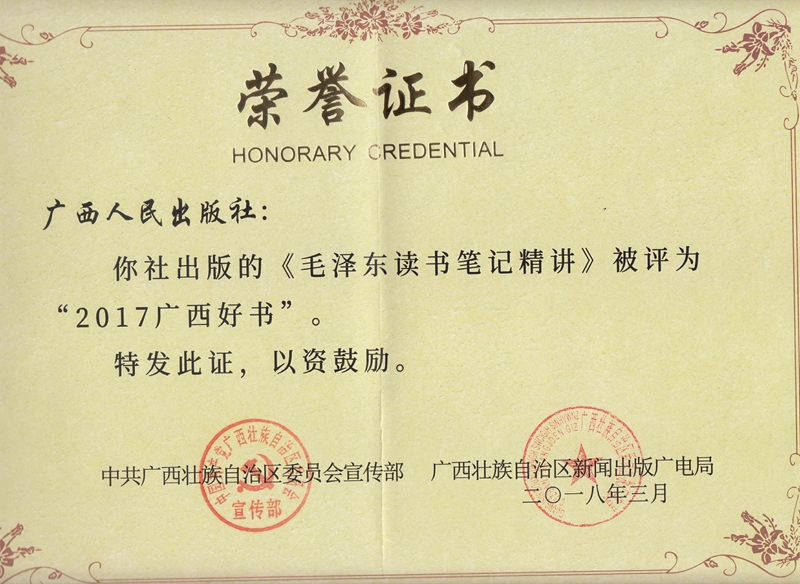 荣誉证书
HONORARY CREDENTIAL
广西人民出版社：
你社出版的《毛泽东读书笔记精讲》被评为
“2017广西好书”。
特发此证，以资鼓励。
中共广西壮族自治区委员会宣传部 广西壮族自治区新闻出版广电局
宣传部
二〇一八年三月